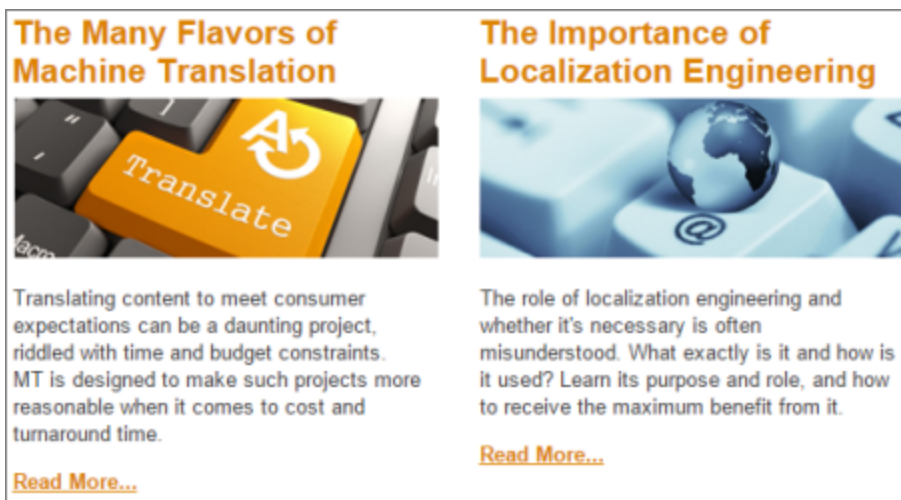 The Many Flavors of
Machine Translation
A
Translate
Macro
Translating content to meet consumer
expectations can be a daunting project,
riddled with time and budget constraints.
MT is designed to make such projects more
reasonable when it comes to cost and
turnaround time.
Read More...
The Importance of
Localization Engineering
@
The role of localization engineering and
whether it's necessary is often
misunderstood. What exactly is it and how is
it used? Learn its purpose and role, and how
to receive the maximum benefit from it.
Read More...